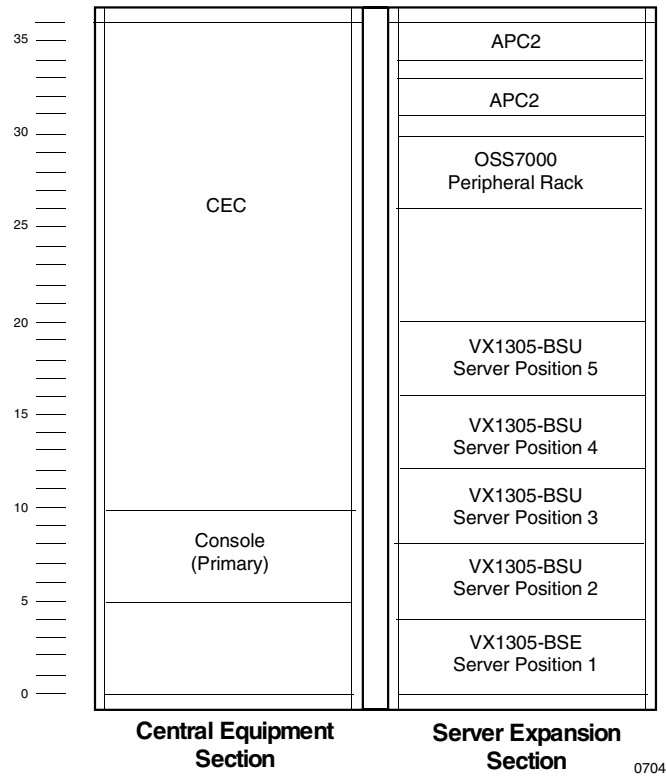 35
30
25
20
15
10
5
0
CEC
Console
(Primary)
APC2
APC2
OSS7000
Peripheral Rack
VX1305-BSU
Server Position 5
VX1305-BSU
Server Position 4
VX1305-BSU
Server Position 3
VX1305-BSU
Server Position 2
VX1305-BSE
Server Position 1
Central Equipment
Section
Server Expansion
Section
0704